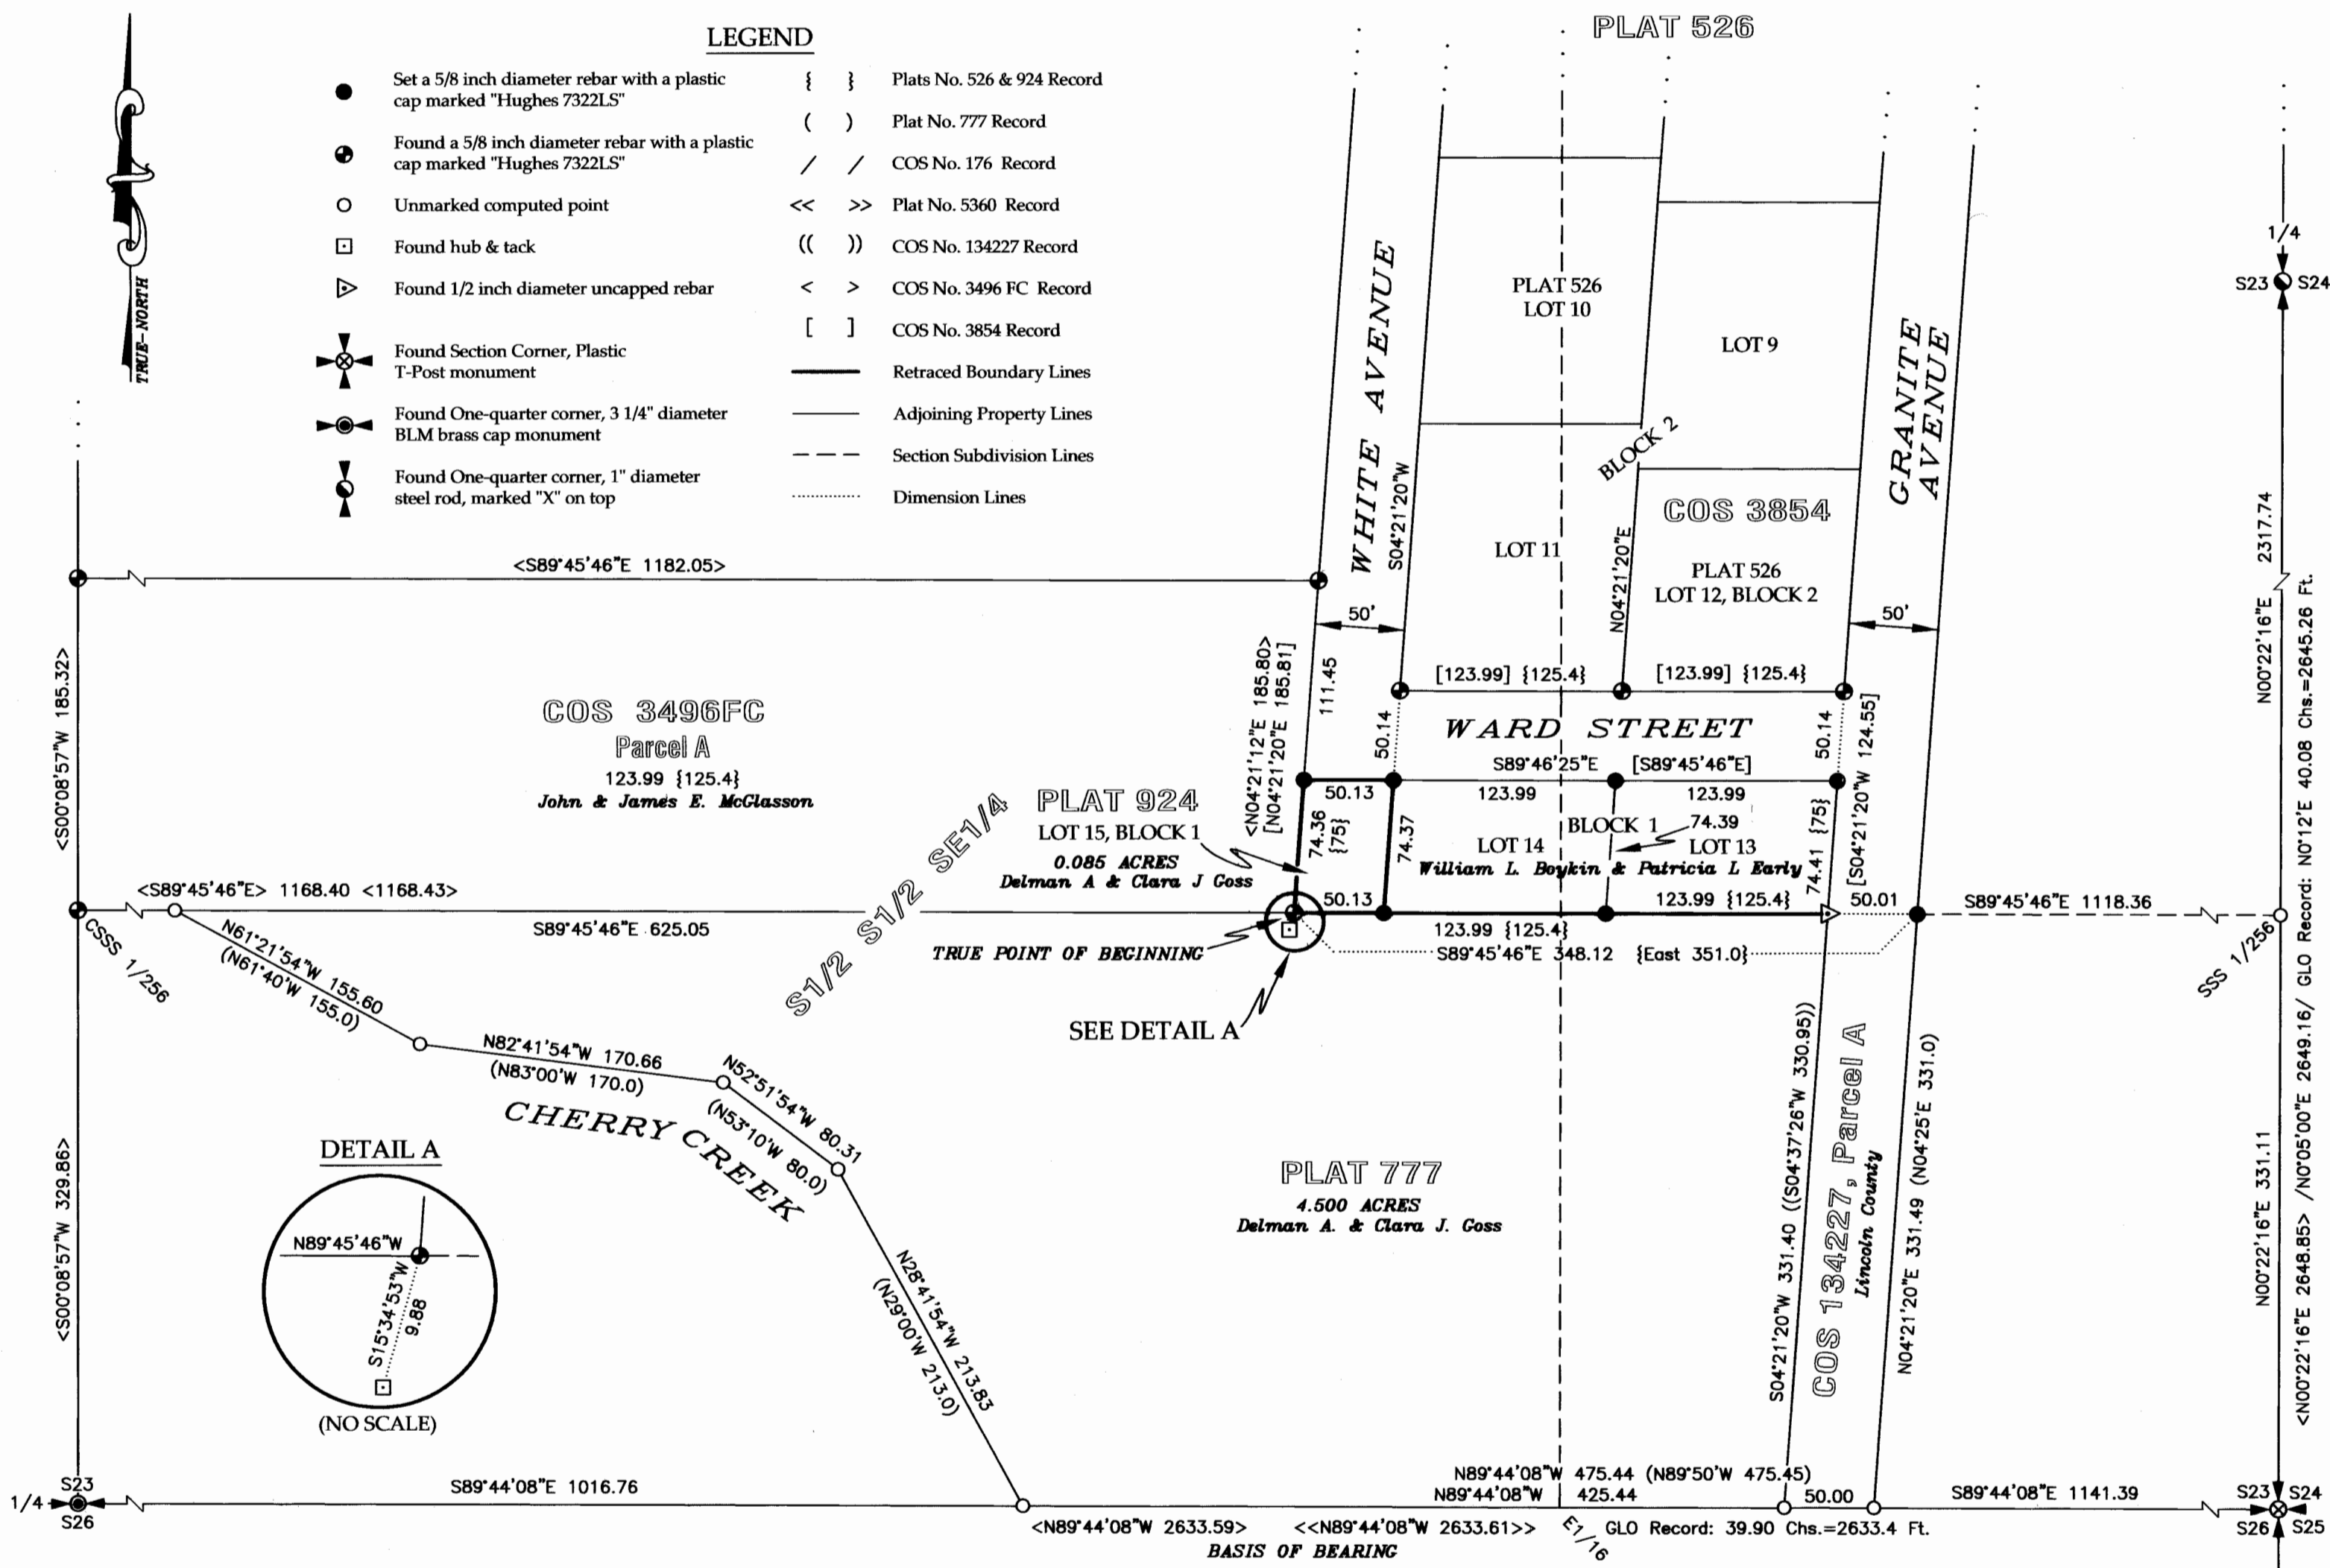 PLAT 526
LEGEND
TRUE-NORTH
Set a 5/8 inch diameter rebar with a plastic
cap marked "Hughes 7322LS"
Found a 5/8 inch diameter rebar with a plastic
cap marked "Hughes 7322LS"
Unmarked computed point
Found hub & tack
Found 1/2 inch diameter uncapped rebar
Found Section Corner, Plastic
T-Post monument
Found One-quarter corner, 3 1/4" diameter
BLM brass cap monument
Found One-quarter corner, 1" diameter
steel rod, marked "X" on top
{ } Plats No. 526 & 924 Record
( ) Plat No. 777 Record
/ / COS No. 176 Record
<< >> Plat No. 5360 Record
(( )) COS No. 134227 Record
< > COS No. 3496 FC Record
[ ] COS No. 3854 Record
Retraced Boundary Lines
Adjoining Property Lines
Section Subdivision Lines
Dimension Lines
WHITE AVENUE
S04°21'20"W
PLAT 526
LOT 10
LOT 9
BLOCK 2
GRANITE
AVENUE
1/4
S23 S24
COS 3854
LOT 11
N04°21'20"E
PLAT 526
LOT 12, BLOCK 2
50'
50'
N00°22'16"E 2317.74
<S89°45'46"E 1182.05>
<S00°08'57"W 185.32>
COS 3496FC
Parcel A
123.99 {125.4}
John & James E. McGlasson
<N04°21'12"E 185.80>
[N04°21'20"E 185.81]
111.45
[123.99] {125.4}
[123.99] {125.4}
50.14
WARD STREET
50.14
[S04°21'20"W 124.55]
S89°46'25"E [S89°45'46"E]
50.13
123.99
123.99
PLAT 924
LOT 15, BLOCK 1
0.085 ACRES
Delman A & Clara J Goss
74.36
{75}
74.37
BLOCK 1
74.39
LOT 14
LOT 13
William L. Boykin & Patricia L Early
74.41 {75}
S1/2 S1/2 SE1/4
<S89°45'46"E> 1168.40 <1168.43>
S89°45'46"E 625.05
50.13
123.99 {125.4}
50.01
S89°45'46"E 1118.36
123.99 {125.4}
TRUE POINT OF BEGINNING
S89°45'46"E 348.12 {East 351.0}
SEE DETAIL A
CSSS 1/256
SSS 1/256
N61°21'54"W 155.60
(N61°40'W 155.0)
N82°41'54"W 170.66
(N83°00'W 170.0)
N52°51'54"W 80.31
(N53°10'W 80.0)
CHERRY CREEK
N28°41'54"W 213.83
(N29°00'W 213.0)
<S00°08'57"W 329.86>
DETAIL A
N89°45'46"W
S15°34'53"W
9.88
(NO SCALE)
PLAT 777
4.500 ACRES
Delman A. & Clara J. Goss
S04°21'20"W 331.40 ((S04°37'26"W 330.95))
COS 134227, Parcel A
Lincoln County
N04°21'20"E 331.49 (N04°25'E 331.0)
N00°22'16"E 331.11
<N00°22'16"E 2648.85> /N0°05'00"E 2649.16/ GLO Record: N0°12'E 40.08 Chs.=2645.26 Ft.
S23
1/4
S26
S89°44'08"E 1016.76
N89°44'08"W 475.44 (N89°50'W 475.45)
N89°44'08"W 425.44
50.00
S89°44'08"E 1141.39
S23 S24
S26 S25
<N89°44'08"W 2633.59> <<N89°44'08"W 2633.61>>
E1/16
GLO Record: 39.90 Chs.=2633.4 Ft.
BASIS OF BEARING